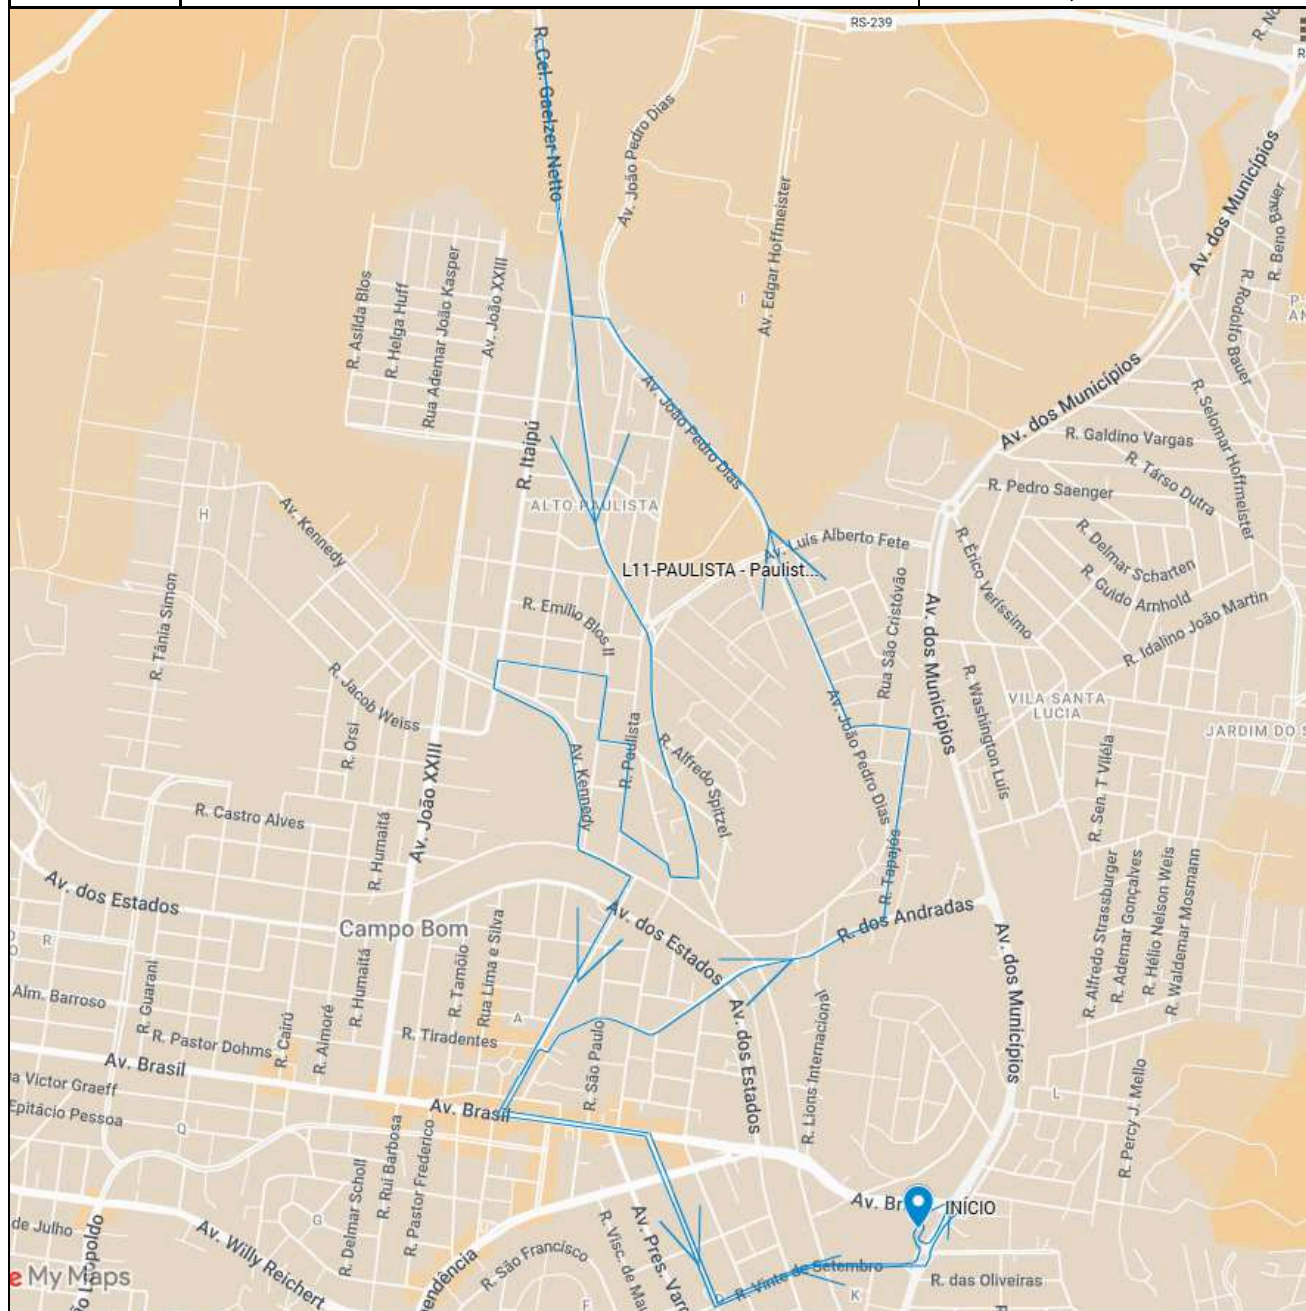 RS-239
R. Cel. Gaelzer Netto
Av. João Pedro Dias
Av. Edgar Hoffmeister
Av. dos Municípios
R. Beno Bauer
R. Rodolfo Bauer
R. Asilda Blos
R. Helga Huff
Rua Ademar João Kasper
Av. João XXIII
R. Itaipú
Av. João Pedro Dias
Av. dos Municípios
R. Selomar Hoffmeister
R. Galdino Vargas
R. Társo Dutra
R. Pedro Saenger
ALTO PAULISTA
H
I
Av. Kennedy
Av. Luis Alberto Fete
L11-PAULISTA - Paulist...
R. Érico Veríssimo
R. Delmar Scharten
R. Guido Arnhold
R. Idalino João Martin
R. Tânia Simon
R. Emílio Blos II
Rua São Cristóvão
Av. dos Municípios
R. Washington Luís
VILA SANTA
LUCIA
JARDIM DO S
R. Jacob Weiss
R. Orsi
Av. João XXIII
Av. Kennedy
R. Paulista
R. Alfredo Spitzel
Av. João Pedro Dias
R. Tapajós
R. Sen. T Viléla
R. Castro Alves
R. Humaitá
Av. dos Estados
Campo Bom
R. dos Andradas
R. Alfredo Strassburger
R. Ademar Gonçalves
R. Hélio Nelson Weis
R. Waldemar Mosmann
R
Alm. Barroso
R. Guarani
R. Humaitá
R. Tamóio
Rua Lima e Silva
Av. dos Estados
Av. dos Municípios
R. Pastor Dohms
R. Cairú
R. Aimoré
R. Tiradentes
A
R. São Paulo
Av. dos Estados
R. Lions Internacional
L
R. Percy J. Mello
Av. Brasil
a Victor Graeff
Epitácio Pessoa
Q
Av. Brasil
R. Delmar Scholl
R. Rui Barbosa
R. Pastor Frederico
Av. Br
INÍCIO
de Julho
G
Av. Willy Reichert
R. São Francisco
R. Visc. de Ma
Av. Pres. Varg
R. Vinte de Setembro
R. das Oliveiras
K
F
e My Maps
ão Leopoldo
endência